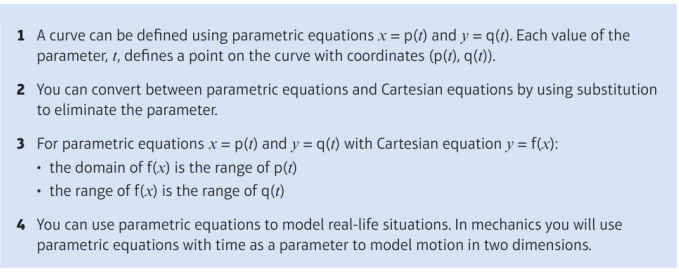 1 A curve can be defined using parametric equations x = p(t) and y = q(t). Each value of the
parameter, t, defines a point on the curve with coordinates (p(t), q(t)).
2 You can convert between parametric equations and Cartesian equations by using substitution
to eliminate the parameter.
3 For parametric equations x = p(t) and y = q(t) with Cartesian equation y = f(x):
• the domain of f(x) is the range of p(t)
• the range of f(x) is the range of q(t)
4 You can use parametric equations to model real-life situations. In mechanics you will use
parametric equations with time as a parameter to model motion in two dimensions.